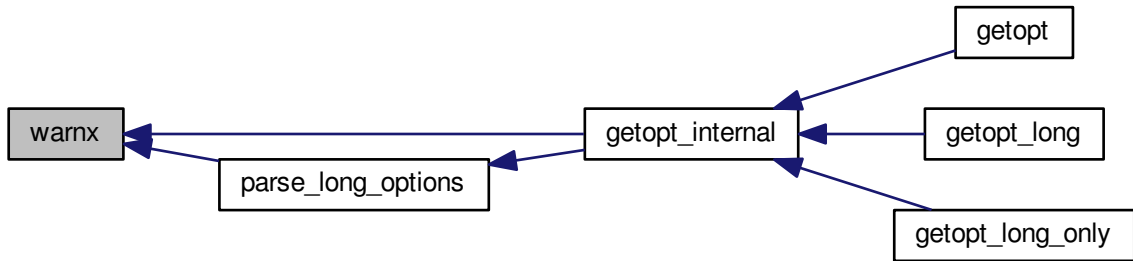 getopt
warnx
getopt_internal
getopt_long
parse_long_options
getopt_long_only